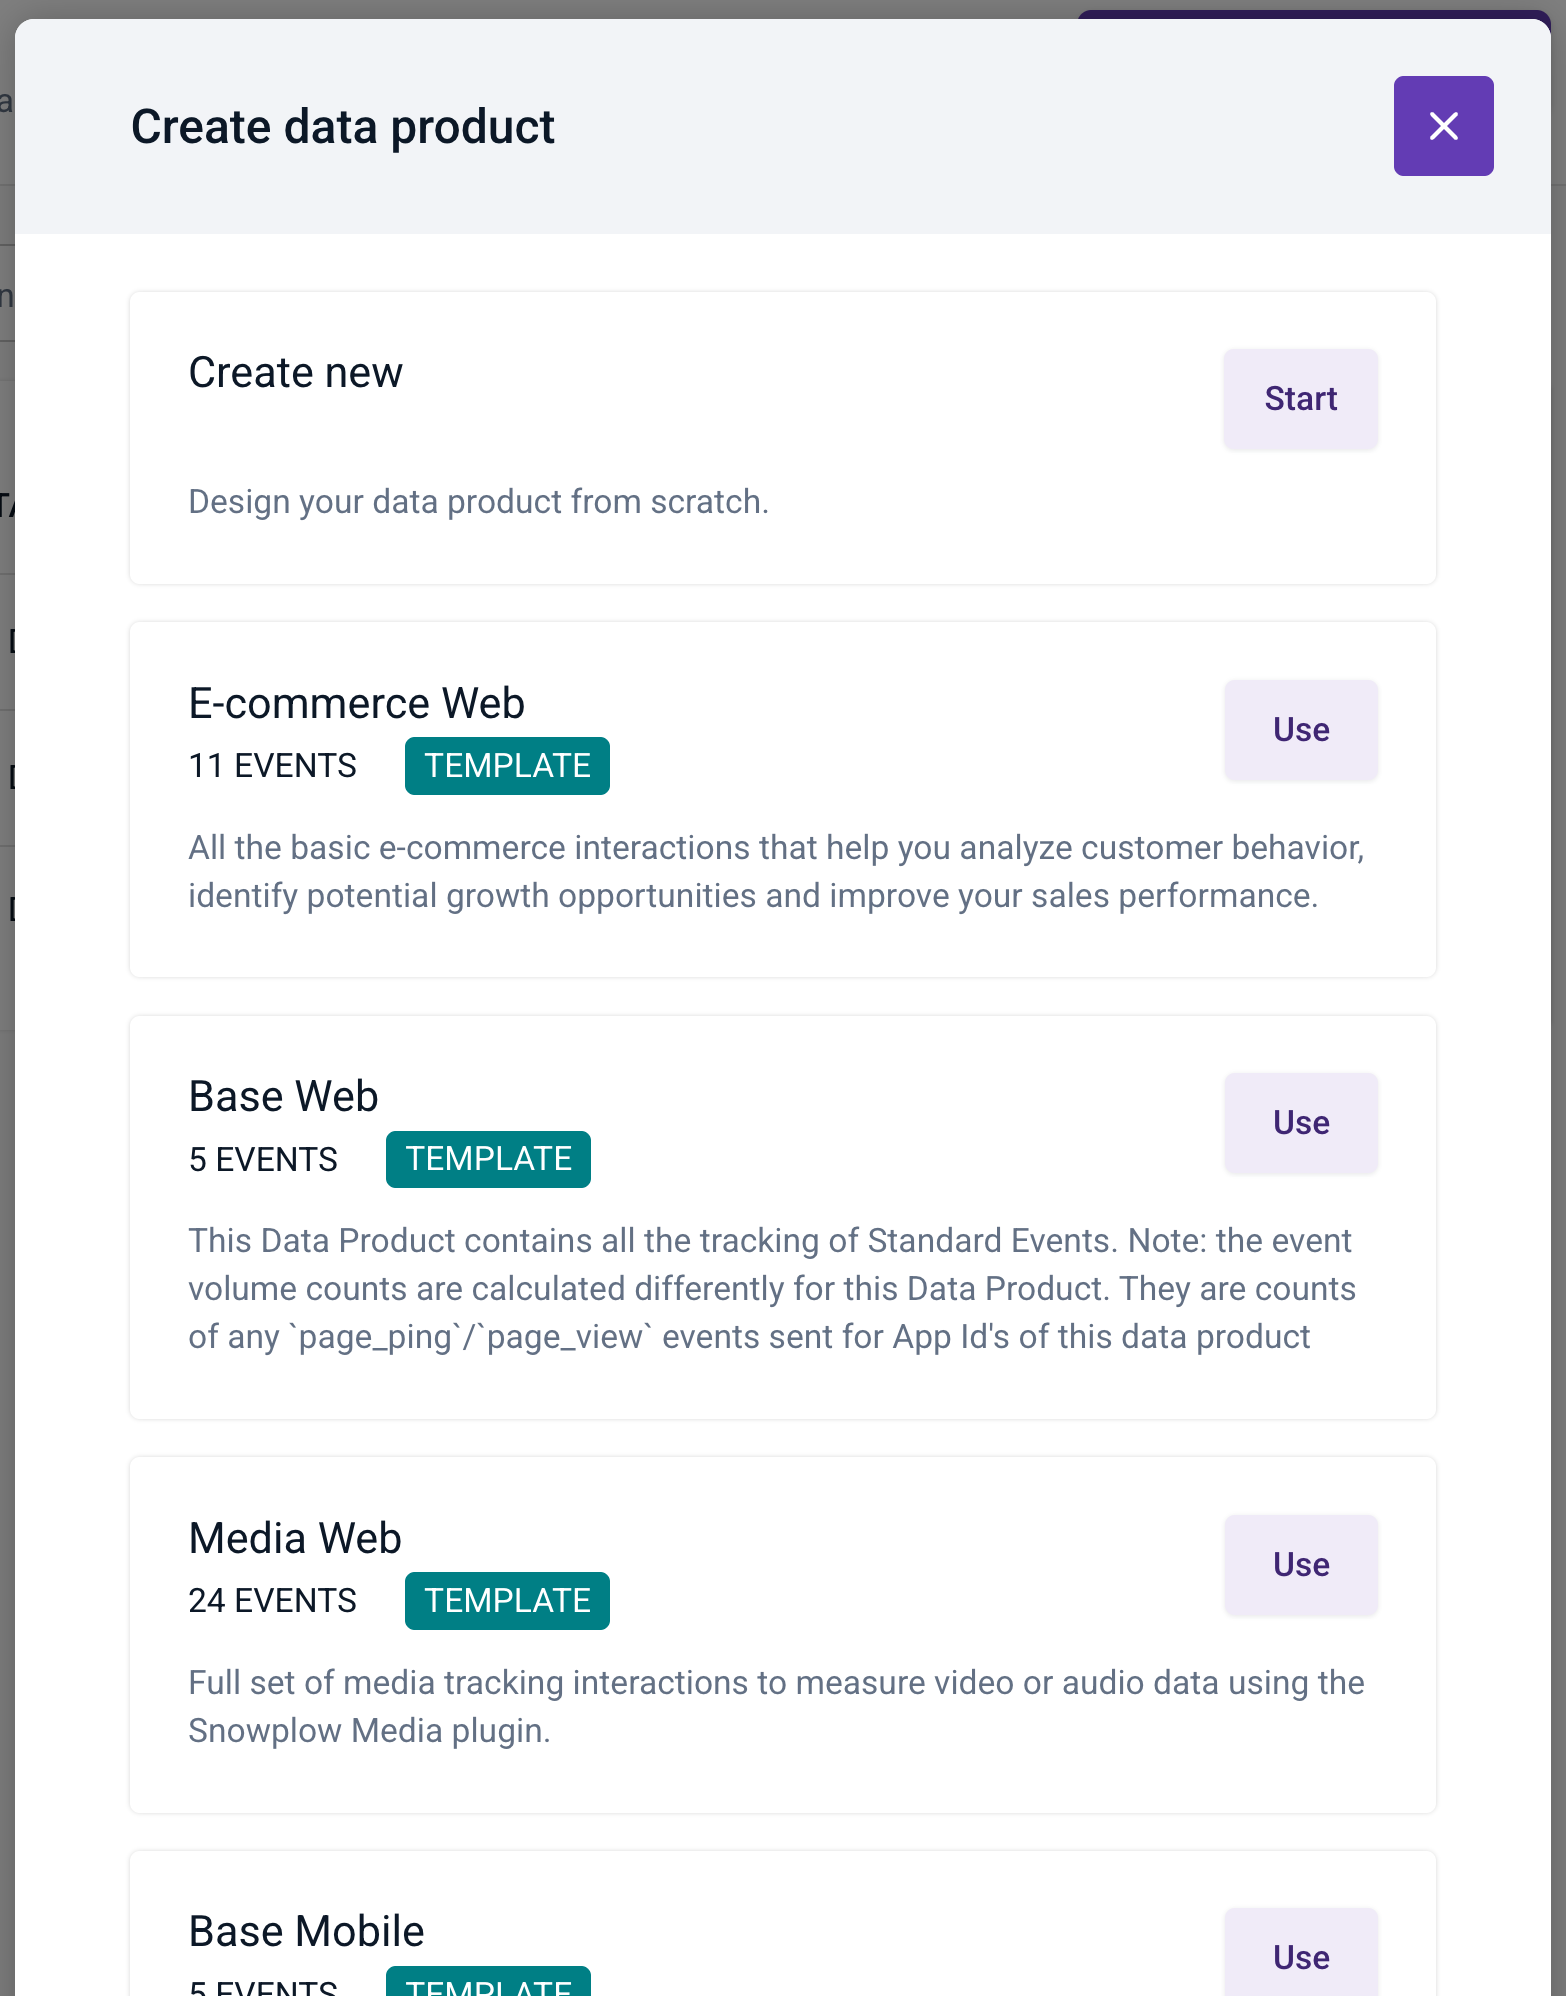 Create data product
Create new
Start
Design your data product from scratch.
E-commerce Web
Use
11 EVENTS TEMPLATE
All the basic e-commerce interactions that help you analyze customer behavior,
identify potential growth opportunities and improve your sales performance.
Base Web
Use
5 EVENTS TEMPLATE
This Data Product contains all the tracking of Standard Events. Note: the event
volume counts are calculated differently for this Data Product. They are counts
of any `page_ping`/`page_view` events sent for App Id's of this data product
Media Web
Use
24 EVENTS TEMPLATE
Full set of media tracking interactions to measure video or audio data using the
Snowplow Media plugin.
Base Mobile
Use
5 EVENTS TEMPLATE